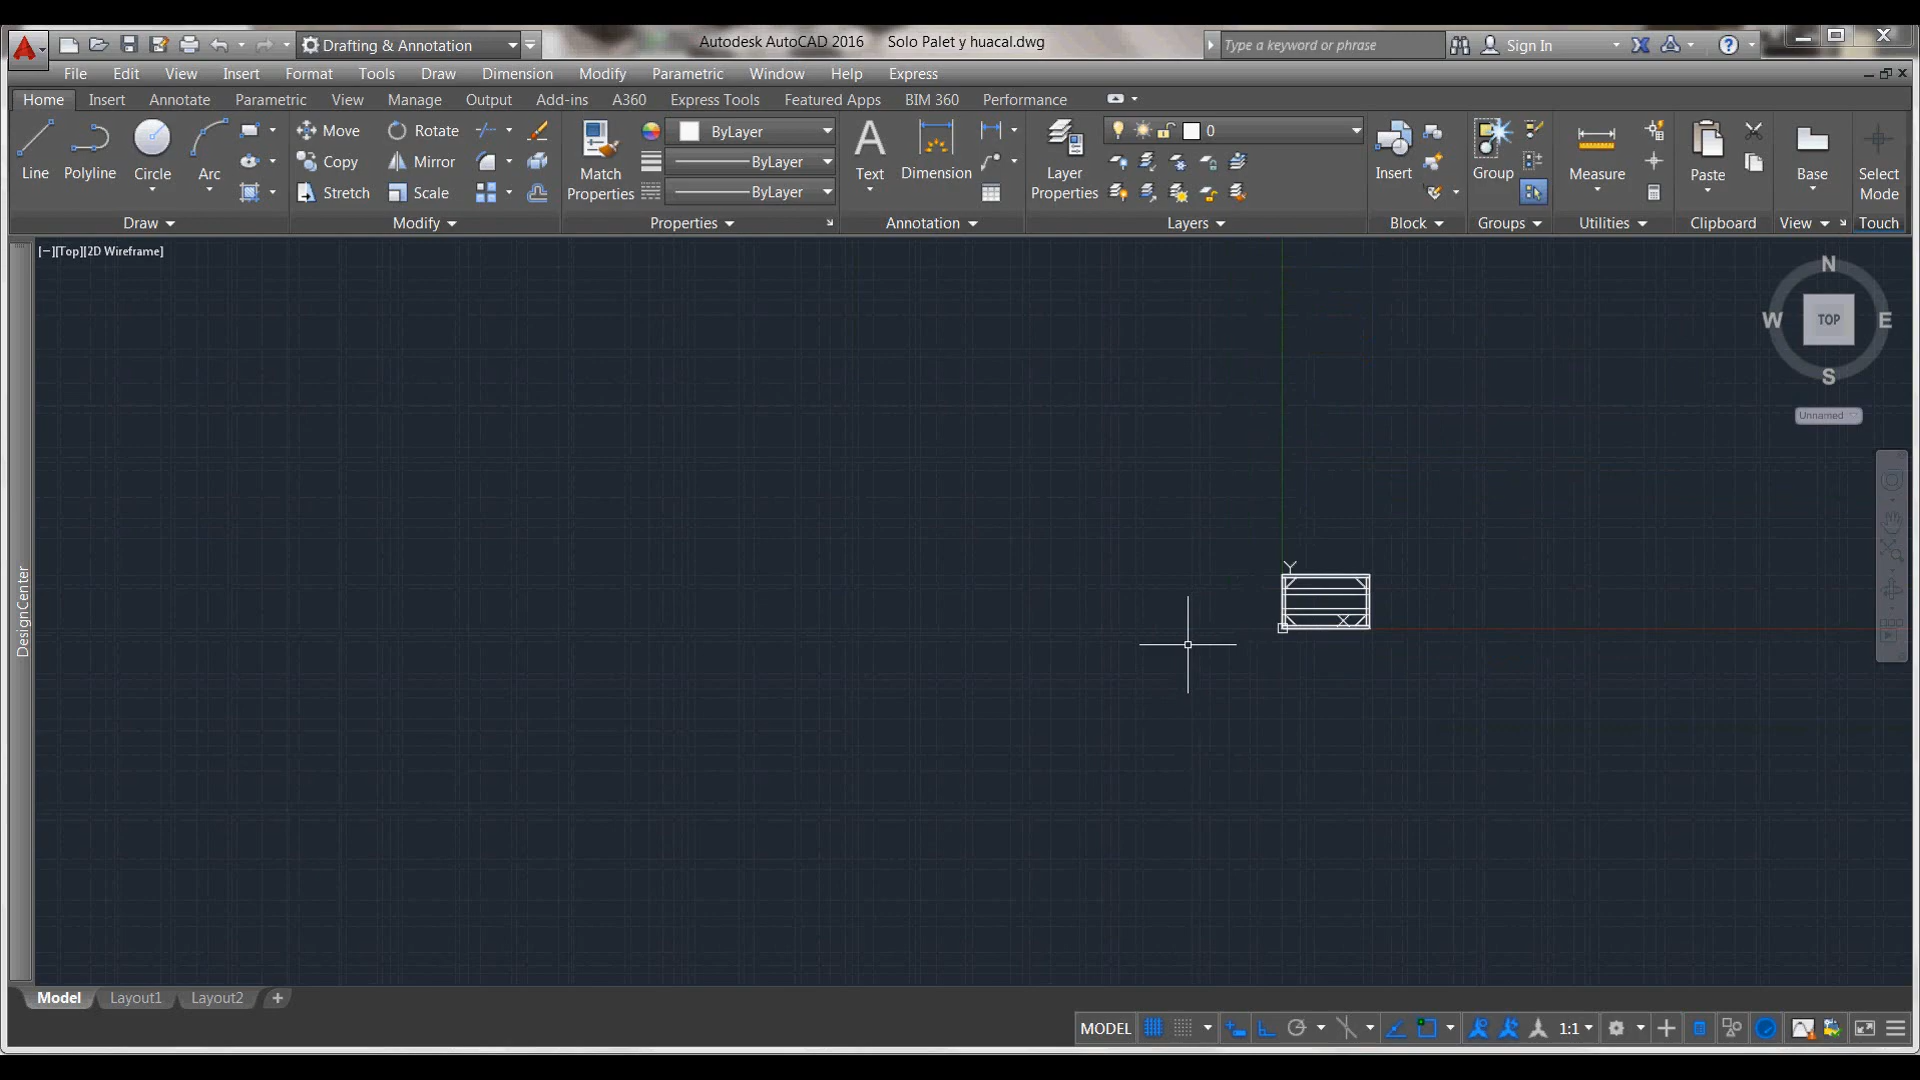 Drafting & Annotation
Autodesk AutoCAD 2016 Solo Palet y huacal.dwg
Type a keyword or phrase
Sign In
File Edit View Insert Format Tools Draw Dimension Modify Parametric Window Help Express
Home Insert Annotate Parametric View Manage Output Add-ins A360 Express Tools Featured Apps BIM 360 Performance
Line
Polyline
Circle
Arc
Draw
Move
Copy
Stretch
Rotate
Mirror
Scale
Modify
Match
Properties
ByLayer
ByLayer
ByLayer
Properties
Text
Dimension
Annotation
Layer
Properties
0
Layers
Insert
Block
Group
Groups
Measure
Utilities
Paste
Clipboard
Base
View
Select
Mode
Touch
[−][Top][2D Wireframe]
N
W
TOP
E
S
Unnamed
Y
X
DesignCenter
Model Layout1 Layout2 +
MODEL
1:1